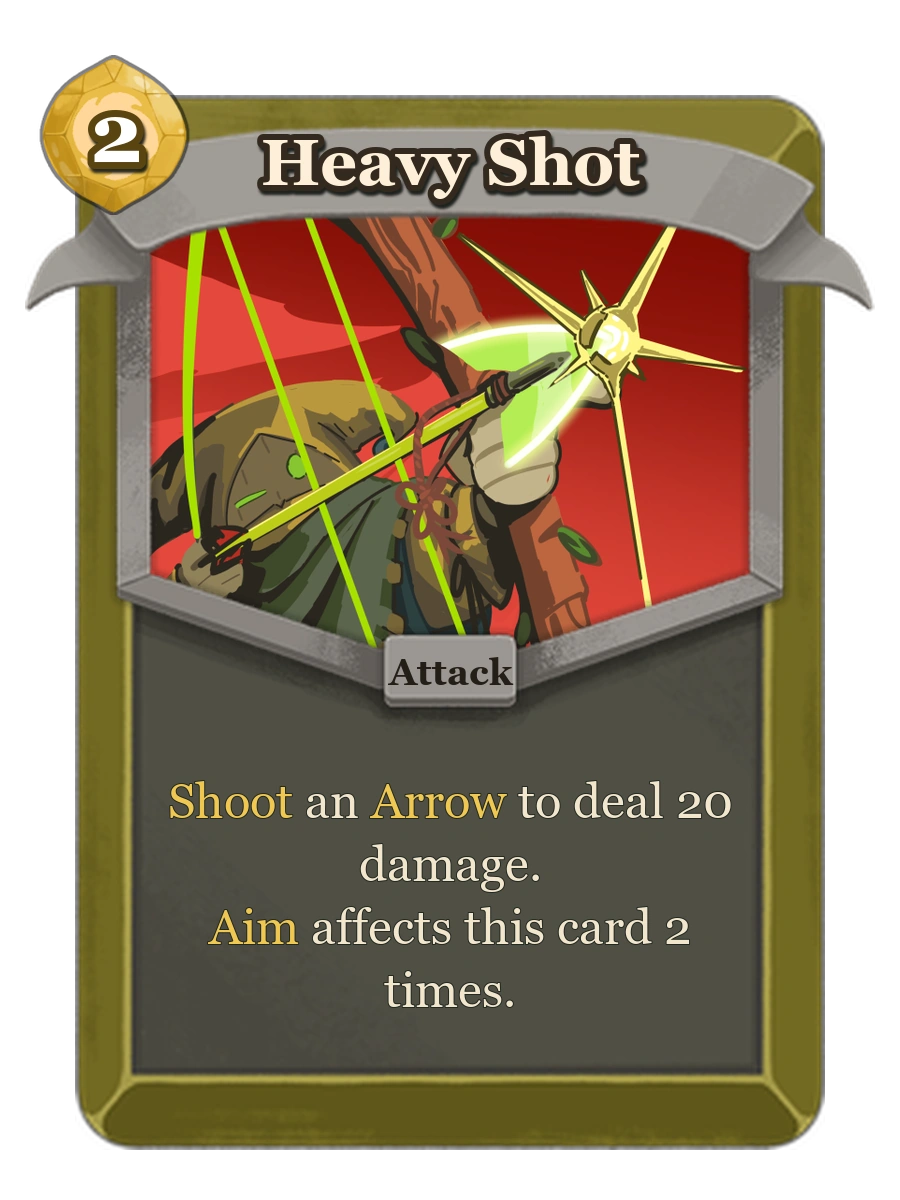 2
Heavy Shot
Attack
Shoot an Arrow to deal 20
damage.
Aim affects this card 2
times.